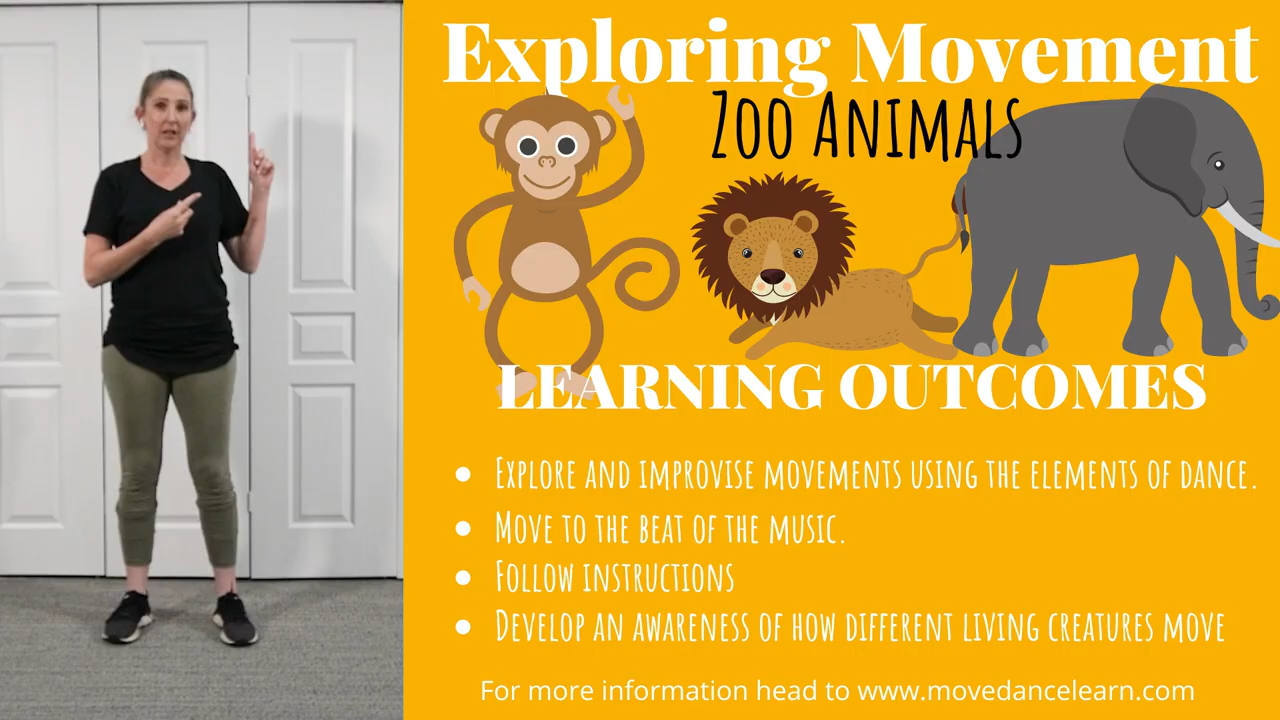 Exploring Movement
Zoo Animals
LEARNING OUTCOMES
Explore and improvise movements using the elements of dance.
Move to the beat of the music.
Follow instructions
Develop an awareness of how different living creatures move
For more information head to www.movedancelearn.com